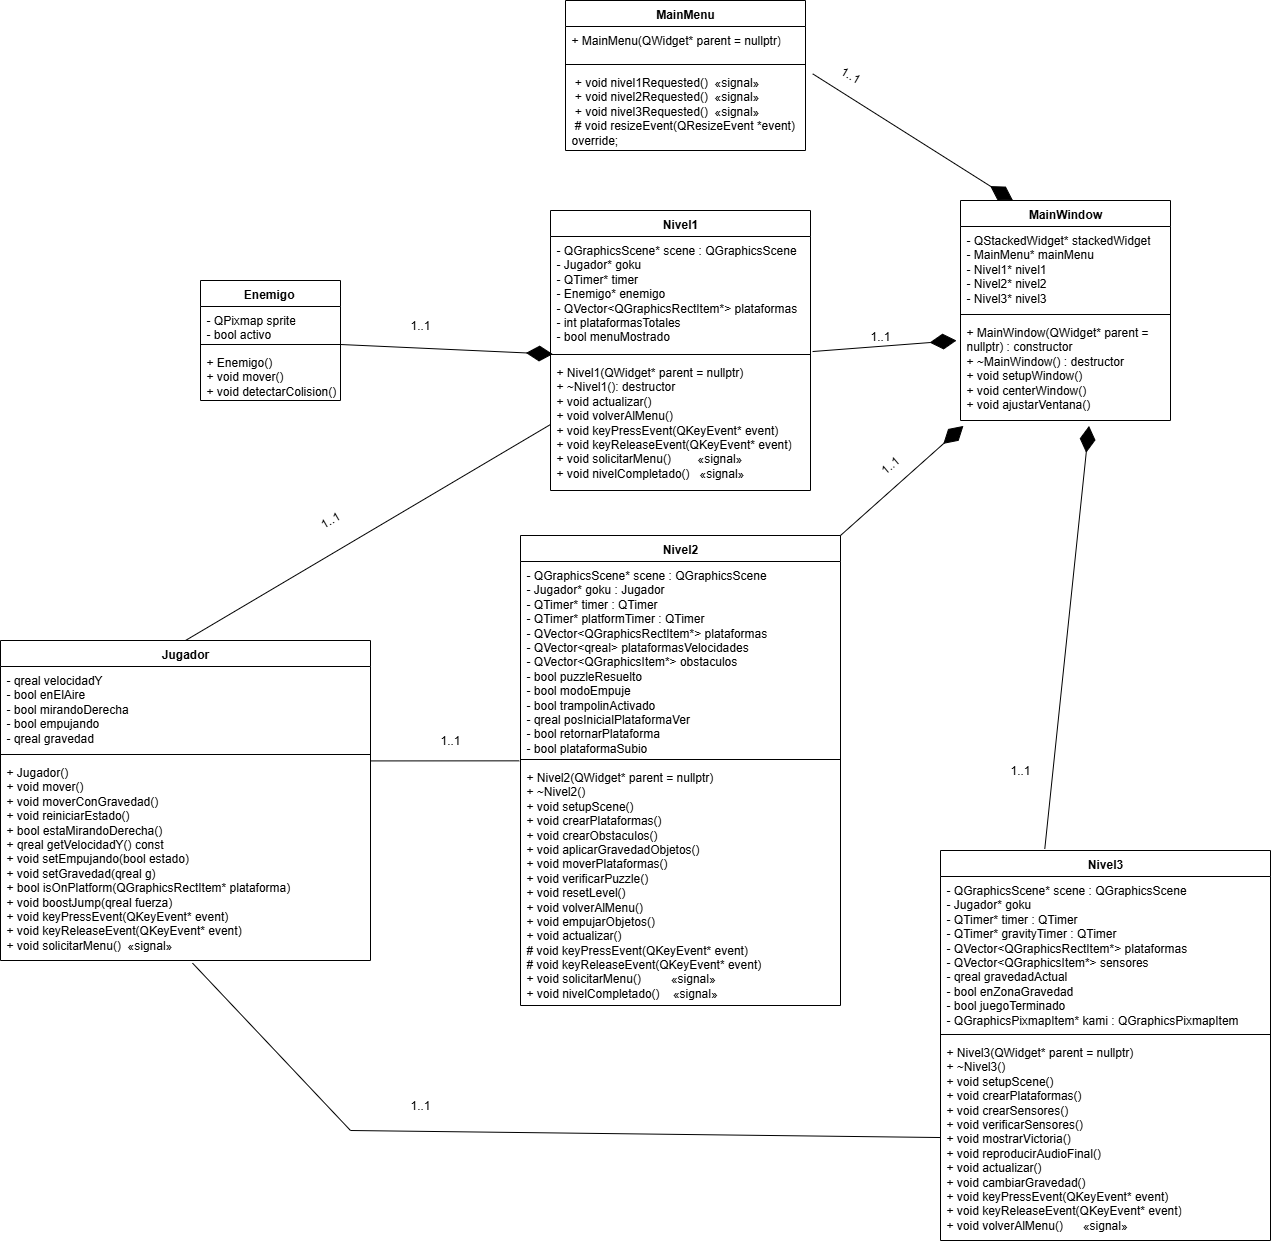 MainMenu
+ MainMenu(QWidget* parent = nullptr)
+ void nivel1Requested()  «signal»
+ void nivel2Requested()  «signal»
+ void nivel3Requested()  «signal»
# void resizeEvent(QResizeEvent *event)
override;
1..1
MainWindow
- QStackedWidget* stackedWidget
- MainMenu* mainMenu
- Nivel1* nivel1
- Nivel2* nivel2
- Nivel3* nivel3
+ MainWindow(QWidget* parent =
nullptr) : constructor
+ ~MainWindow() : destructor
+ void setupWindow()
+ void centerWindow()
+ void ajustarVentana()
Nivel1
- QGraphicsScene* scene : QGraphicsScene
- Jugador* goku
- QTimer* timer
- Enemigo* enemigo
- QVector<QGraphicsRectItem*> plataformas
- int plataformasTotales
- bool menuMostrado
+ Nivel1(QWidget* parent = nullptr)
+ ~Nivel1(): destructor
+ void actualizar()
+ void volverAlMenu()
+ void keyPressEvent(QKeyEvent* event)
+ void keyReleaseEvent(QKeyEvent* event)
+ void solicitarMenu()  «signal»
+ void nivelCompletado()  «signal»
1..1
Enemigo
- QPixmap sprite
- bool activo
+ Enemigo()
+ void mover()
+ void detectarColision()
1..1
1..1
1..1
Nivel2
- QGraphicsScene* scene : QGraphicsScene
- Jugador* goku : Jugador
- QTimer* timer : QTimer
- QTimer* platformTimer : QTimer
- QVector<QGraphicsRectItem*> plataformas
- QVector<qreal> plataformasVelocidades
- QVector<QGraphicsItem*> obstaculos
- bool puzzleResuelto
- bool modoEmpuje
- bool trampolinActivado
- qreal posInicialPlataformaVer
- bool retornarPlataforma
- bool plataformaSubio
+ Nivel2(QWidget* parent = nullptr)
+ ~Nivel2()
+ void setupScene()
+ void crearPlataformas()
+ void crearObstaculos()
+ void aplicarGravedadObjetos()
+ void moverPlataformas()
+ void verificarPuzzle()
+ void resetLevel()
+ void volverAlMenu()
+ void empujarObjetos()
+ void actualizar()
# void keyPressEvent(QKeyEvent* event)
# void keyReleaseEvent(QKeyEvent* event)
+ void solicitarMenu()  «signal»
+ void nivelCompletado()  «signal»
Jugador
- qreal velocidadY
- bool enElAire
- bool mirandoDerecha
- bool empujando
- qreal gravedad
+ Jugador()
+ void mover()
+ void moverConGravedad()
+ void reiniciarEstado()
+ bool estaMirandoDerecha()
+ qreal getVelocidadY() const
+ void setEmpujando(bool estado)
+ void setGravedad(qreal g)
+ bool isOnPlatform(QGraphicsRectItem* plataforma)
+ void boostJump(qreal fuerza)
+ void keyPressEvent(QKeyEvent* event)
+ void keyReleaseEvent(QKeyEvent* event)
+ void solicitarMenu()  «signal»
1..1
1..1
Nivel3
- QGraphicsScene* scene : QGraphicsScene
- Jugador* goku
- QTimer* timer : QTimer
- QTimer* gravityTimer : QTimer
- QVector<QGraphicsRectItem*> plataformas
- QVector<QGraphicsItem*> sensores
- qreal gravedadActual
- bool enZonaGravedad
- bool juegoTerminado
- QGraphicsPixmapItem* kami : QGraphicsPixmapItem
+ Nivel3(QWidget* parent = nullptr)
+ ~Nivel3()
+ void setupScene()
+ void crearPlataformas()
+ void crearSensores()
+ void verificarSensores()
+ void mostrarVictoria()
+ void reproducirAudioFinal()
+ void actualizar()
+ void cambiarGravedad()
+ void keyPressEvent(QKeyEvent* event)
+ void keyReleaseEvent(QKeyEvent* event)
+ void volverAlMenu()  «signal»
1..1